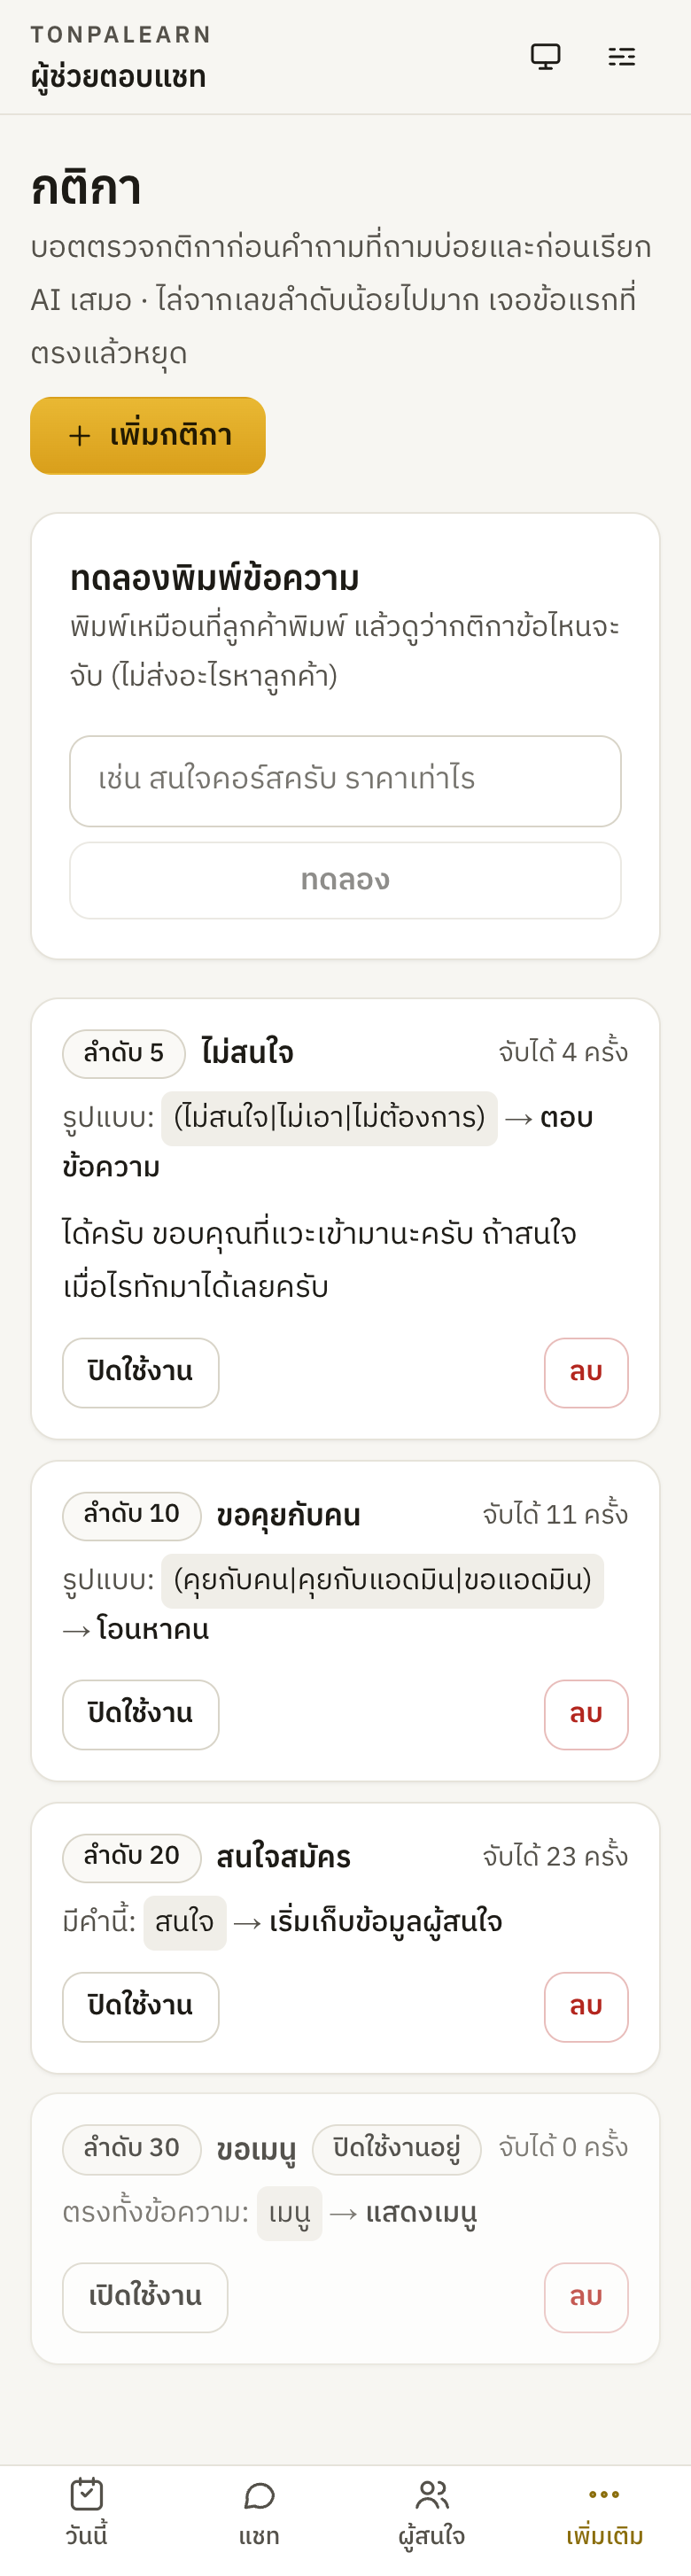 TONPALEARN
ผู้ช่วยตอบแชท
กติกา
บอตตรวจกติกาก่อนคำถามที่ถามบ่อยและก่อนเรียก
AI เสมอ · ไล่จากเลขลำดับน้อยไปมาก เจอข้อแรกที่
ตรงแล้วหยุด
+ เพิ่มกติกา
ทดลองพิมพ์ข้อความ
พิมพ์เหมือนที่ลูกค้าพิมพ์ แล้วดูว่ากติกาข้อไหนจะ
จับ (ไม่ส่งอะไรหาลูกค้า)
เช่น สนใจคอร์สครับ ราคาเท่าไร
ทดลอง
ลำดับ 5 ไม่สนใจ จับได้ 4 ครั้ง
รูปแบบ: (ไม่สนใจ|ไม่เอา|ไม่ต้องการ) → ตอบ
ข้อความ
ได้ครับ ขอบคุณที่แวะเข้ามานะครับ ถ้าสนใจ
เมื่อไรทักมาได้เลยครับ
ปิดใช้งาน ลบ
ลำดับ 10 ขอคุยกับคน จับได้ 11 ครั้ง
รูปแบบ: (คุยกับคน|คุยกับแอดมิน|ขอแอดมิน)
→ โอนหาคน
ปิดใช้งาน ลบ
ลำดับ 20 สนใจสมัคร จับได้ 23 ครั้ง
มีคำนี้: สนใจ → เริ่มเก็บข้อมูลผู้สนใจ
ปิดใช้งาน ลบ
ลำดับ 30 ขอเมนู ปิดใช้งานอยู่ จับได้ 0 ครั้ง
ตรงทั้งข้อความ: เมนู → แสดงเมนู
เปิดใช้งาน ลบ
วันนี้ แชท ผู้สนใจ เพิ่มเติม